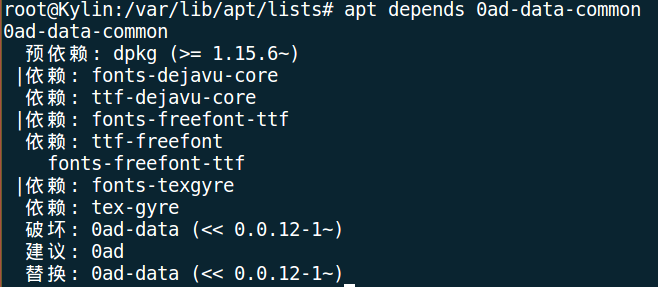 root@Kylin:/var/lib/apt/lists# apt depends 0ad-data-common
0ad-data-common
预依赖: dpkg (>= 1.15.6~)
|依赖: fonts-dejavu-core
依赖: ttf-dejavu-core
|依赖: fonts-freefont-ttf
依赖: ttf-freefont
fonts-freefont-ttf
|依赖: fonts-texgyre
依赖: tex-gyre
破坏: 0ad-data (<< 0.0.12-1~)
建议: 0ad
替换: 0ad-data (<< 0.0.12-1~)